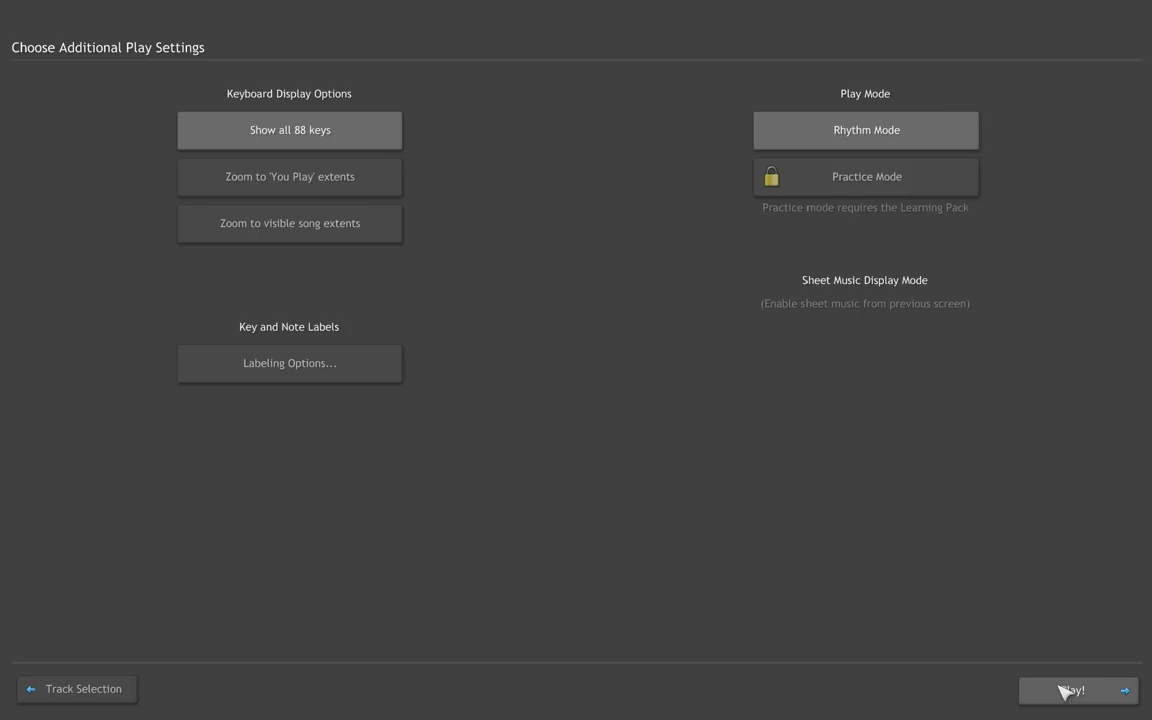 Choose Additional Play Settings
Keyboard Display Options
Show all 88 keys
Zoom to 'You Play' extents
Zoom to visible song extents
Key and Note Labels
Labeling Options...
Play Mode
Rhythm Mode
Practice Mode
Practice mode requires the Learning Pack
Sheet Music Display Mode
(Enable sheet music from previous screen)
Track Selection
Play!